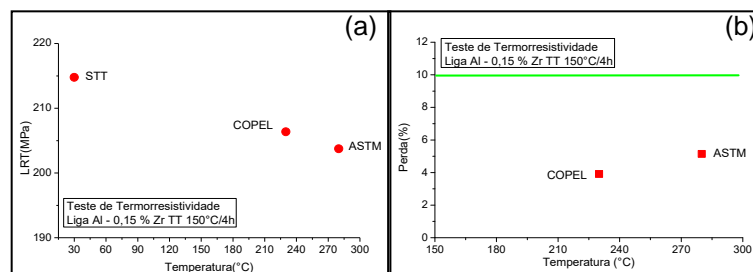 (a)
LRT(MPa)
220
215
210
205
200
190
STT
COPEL
ASTM
Teste de Termorresistividade
Liga Al - 0,15 % Zr TT 150°C/4h
30 60 90 120 150 180 210 240 270 300
Temperatura(°C)
(b)
Perda(%)
12
10
8
6
4
2
0
Teste de Termorresistividade
Liga Al - 0,15 % Zr TT 150°C/4h
COPEL
ASTM
150 180 210 240 270 300
Temperatura (°C)